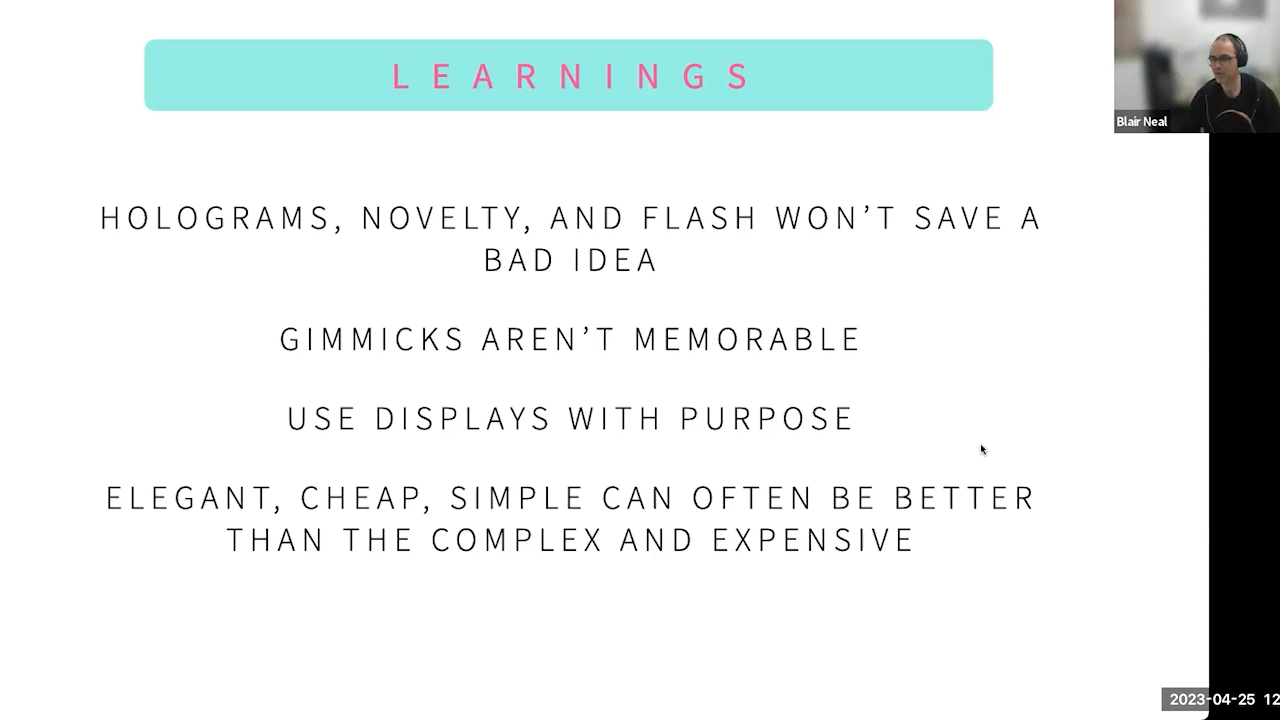 LEARNINGS
Blair Neal
HOLOGRAMS, NOVELTY, AND FLASH WON’T SAVE A
BAD IDEA
GIMMICKS AREN’T MEMORABLE
USE DISPLAYS WITH PURPOSE
ELEGANT, CHEAP, SIMPLE CAN OFTEN BE BETTER
THAN THE COMPLEX AND EXPENSIVE
2023-04-25 12